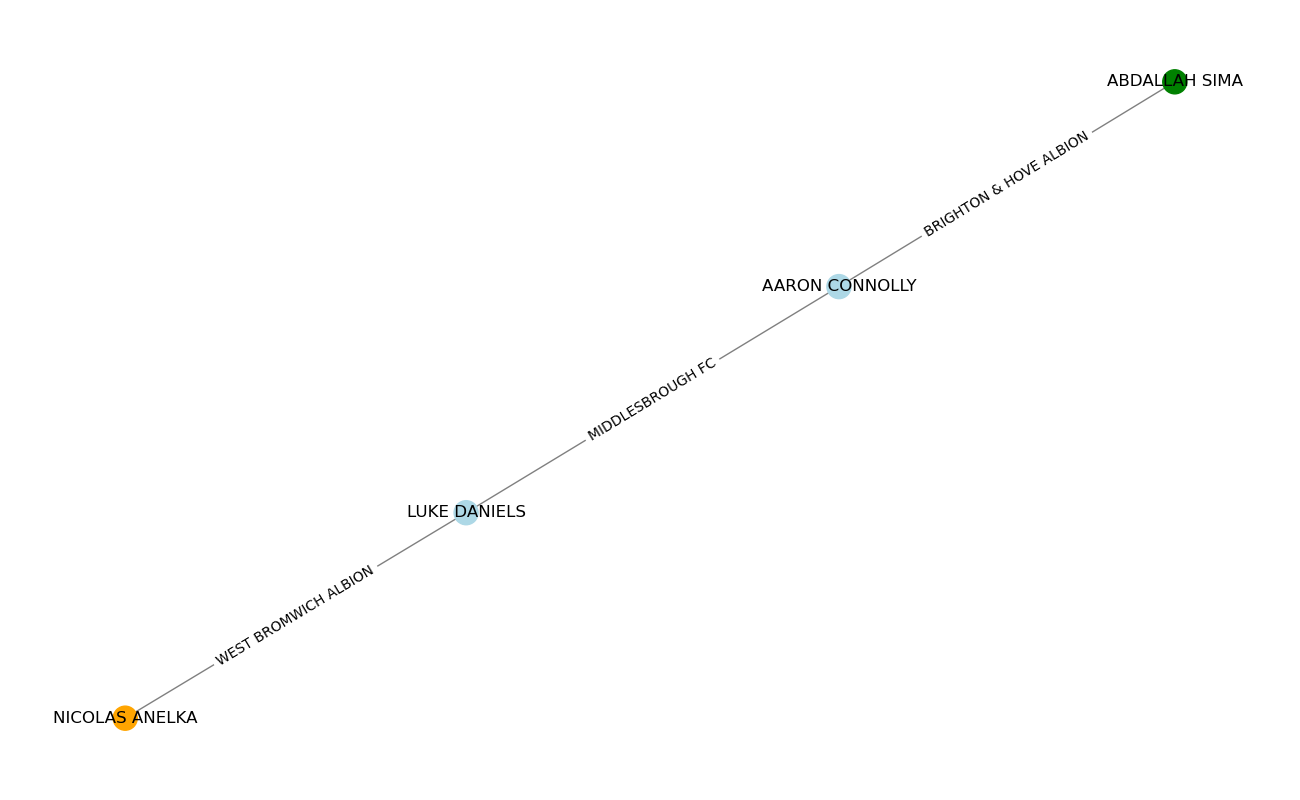 ABDALLAH SIMA
BRIGHTON & HOVE ALBION
AARON CONNOLLY
MIDDLESBROUGH FC
LUKE DANIELS
WEST BROMWICH ALBION
NICOLAS ANELKA